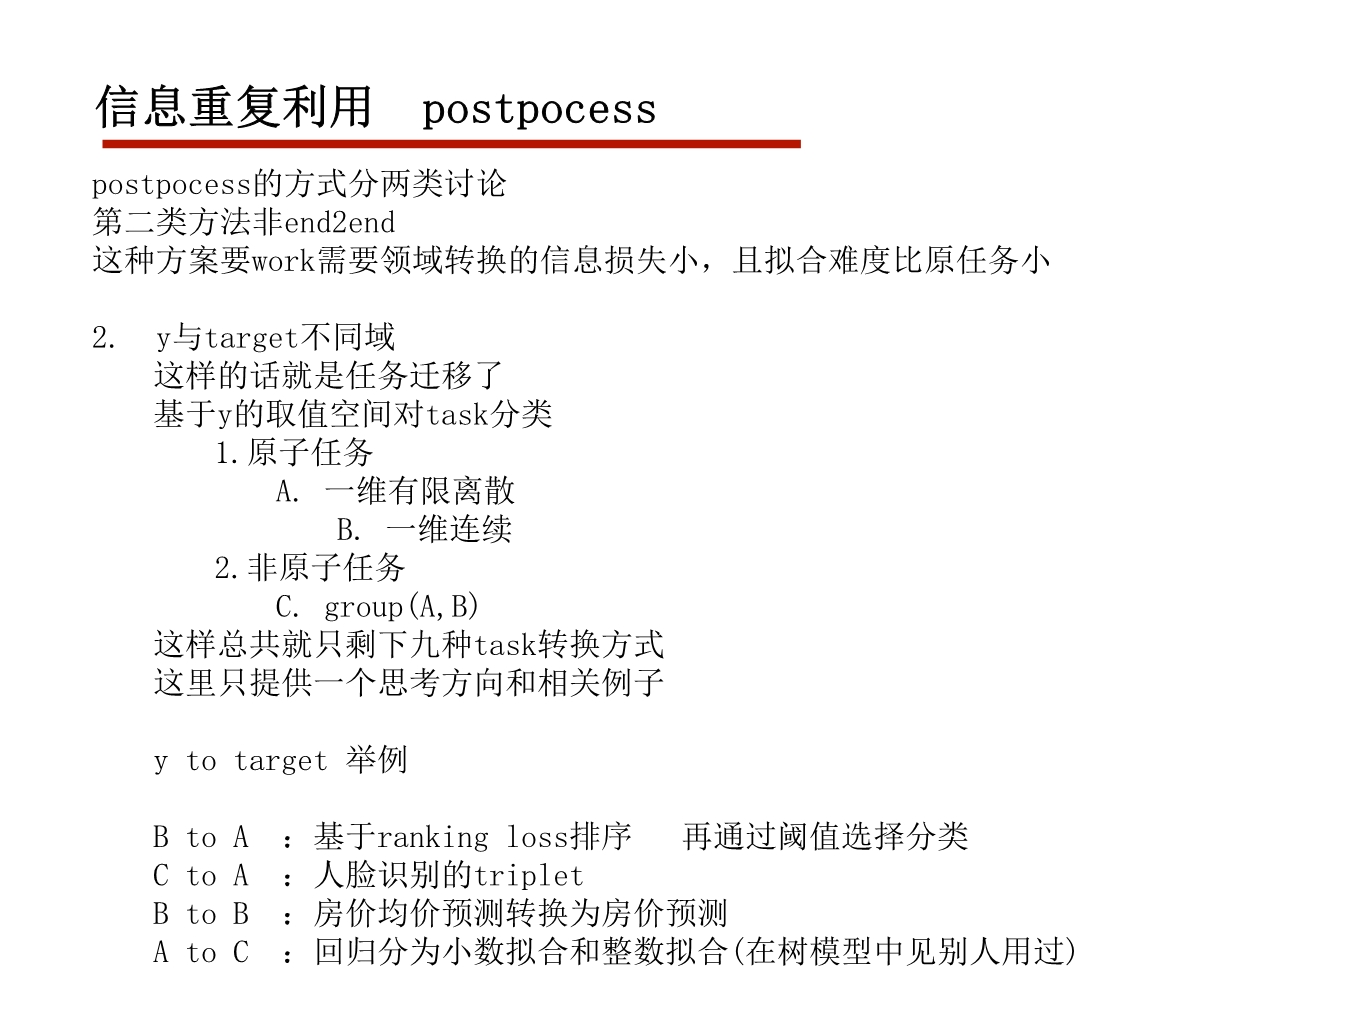 信息重复利用 postpocess
postpocess的方式分两类讨论
第二类方法非end2end
这种方案要work需要领域转换的信息损失小，且拟合难度比原任务小
2. y与target不同域
这样的话就是任务迁移了
基于y的取值空间对task分类
1.原子任务
A. 一维有限离散
B. 一维连续
2.非原子任务
C. group(A,B)
这样总共就只剩下九种task转换方式
这里只提供一个思考方向和相关例子
y to target 举例
B to A ：基于ranking loss排序 再通过阈值选择分类
C to A ：人脸识别的triplet
B to B ：房价均价预测转换为房价预测
A to C ：回归分为小数拟合和整数拟合(在树模型中见别人用过)